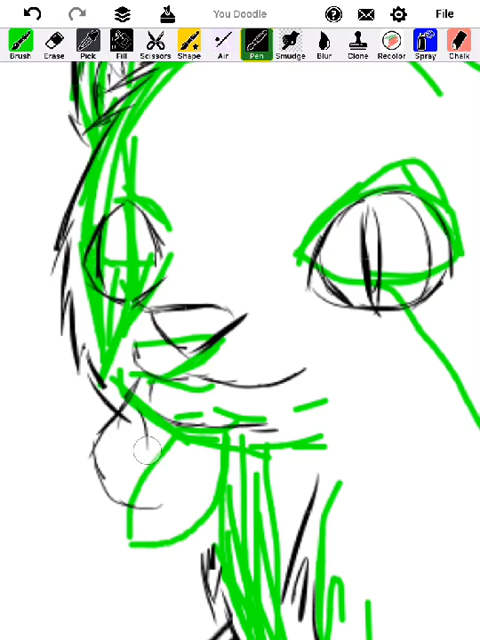 You Doodle
File
Brush Erase Pick Fill Scissors Shape Air Pen Smudge Blur Clone Recolor Spray Chalk